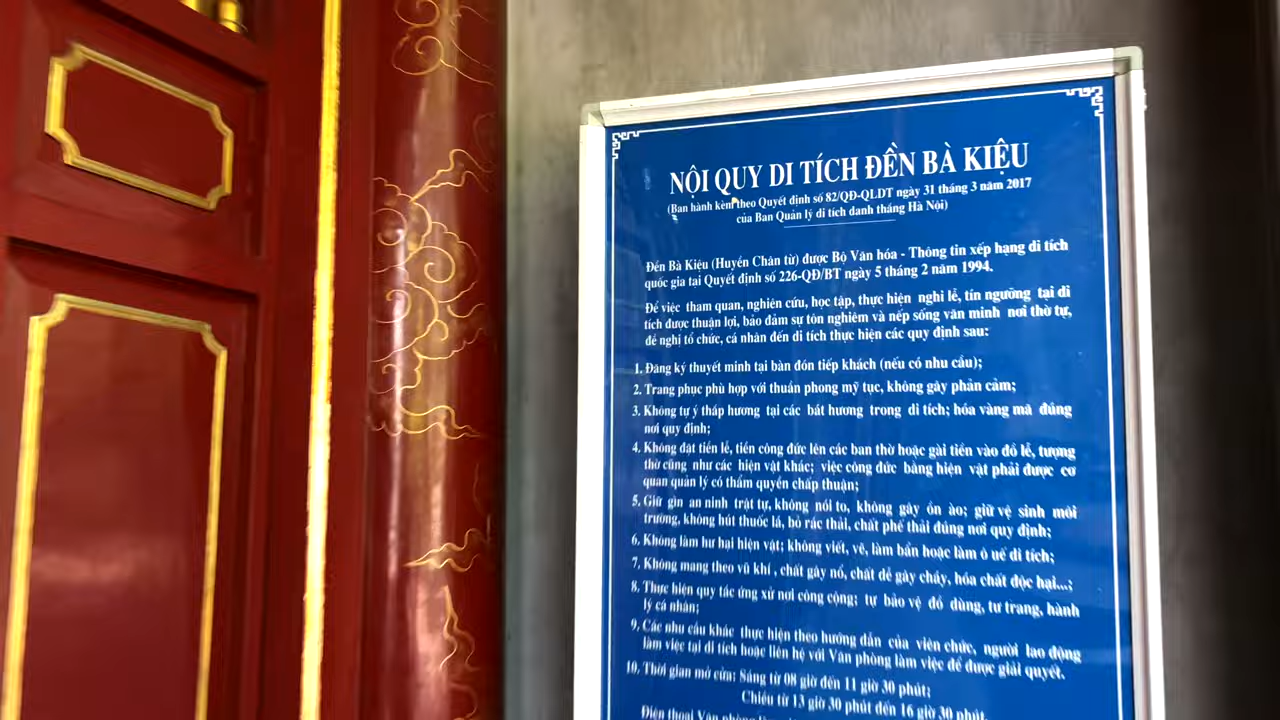 NỘI QUY DI TÍCH ĐỀN BÀ KIỆU
(Ban hành kèm theo Quyết định số 82/QĐ-QLDT ngày 31 tháng 3 năm 2017
của Ban Quản lý di tích danh thắng Hà Nội)
Đền Bà Kiệu (Huyền Chân từ) được Bộ Văn hóa - Thông tin xếp hạng di tích
quốc gia tại Quyết định số 226-QĐ/BT ngày 5 tháng 2 năm 1994.
Để việc tham quan, nghiên cứu, học tập, thực hiện nghi lễ, tín ngưỡng tại di
tích được thuận lợi, bảo đảm sự tôn nghiêm và nếp sống văn minh nơi thờ tự,
đề nghị tổ chức, cá nhân đến di tích thực hiện các quy định sau:
1. Đăng ký thuyết minh tại bàn đón tiếp khách (nếu có nhu cầu);
2. Trang phục phù hợp với thuần phong mỹ tục, không gây phản cảm;
3. Không tự ý thắp hương tại các bát hương trong di tích; hóa vàng mã đúng
nơi quy định;
4. Không đặt tiền lễ, tiền công đức lên các ban thờ hoặc gài tiền vào đồ lễ, tượng
thờ cũng như các hiện vật khác; việc công đức bằng hiện vật phải được cơ
quan quản lý có thẩm quyền chấp thuận;
5. Giữ gìn an ninh trật tự, không nói to, không gây ồn ào; giữ vệ sinh môi
trường, không hút thuốc lá, bỏ rác thải, chất phế thải đúng nơi quy định;
6. Không làm hư hại hiện vật; không viết, vẽ, làm bẩn hoặc làm ô uế di tích;
7. Không mang theo vũ khí, chất gây nổ, chất dễ gây cháy, hóa chất độc hại...;
8. Thực hiện quy tắc ứng xử nơi công cộng; tự bảo vệ đồ dùng, tư trang, hành
lý cá nhân;
9. Các nhu cầu khác thực hiện theo hướng dẫn của viên chức, người lao động
làm việc tại di tích hoặc liên hệ với Văn phòng làm việc để được giải quyết.
10. Thời gian mở cửa: Sáng từ 08 giờ đến 11 giờ 30 phút;
Chiều từ 13 giờ 30 phút đến 16 giờ 30 phút.
Điện thoại Văn phòng